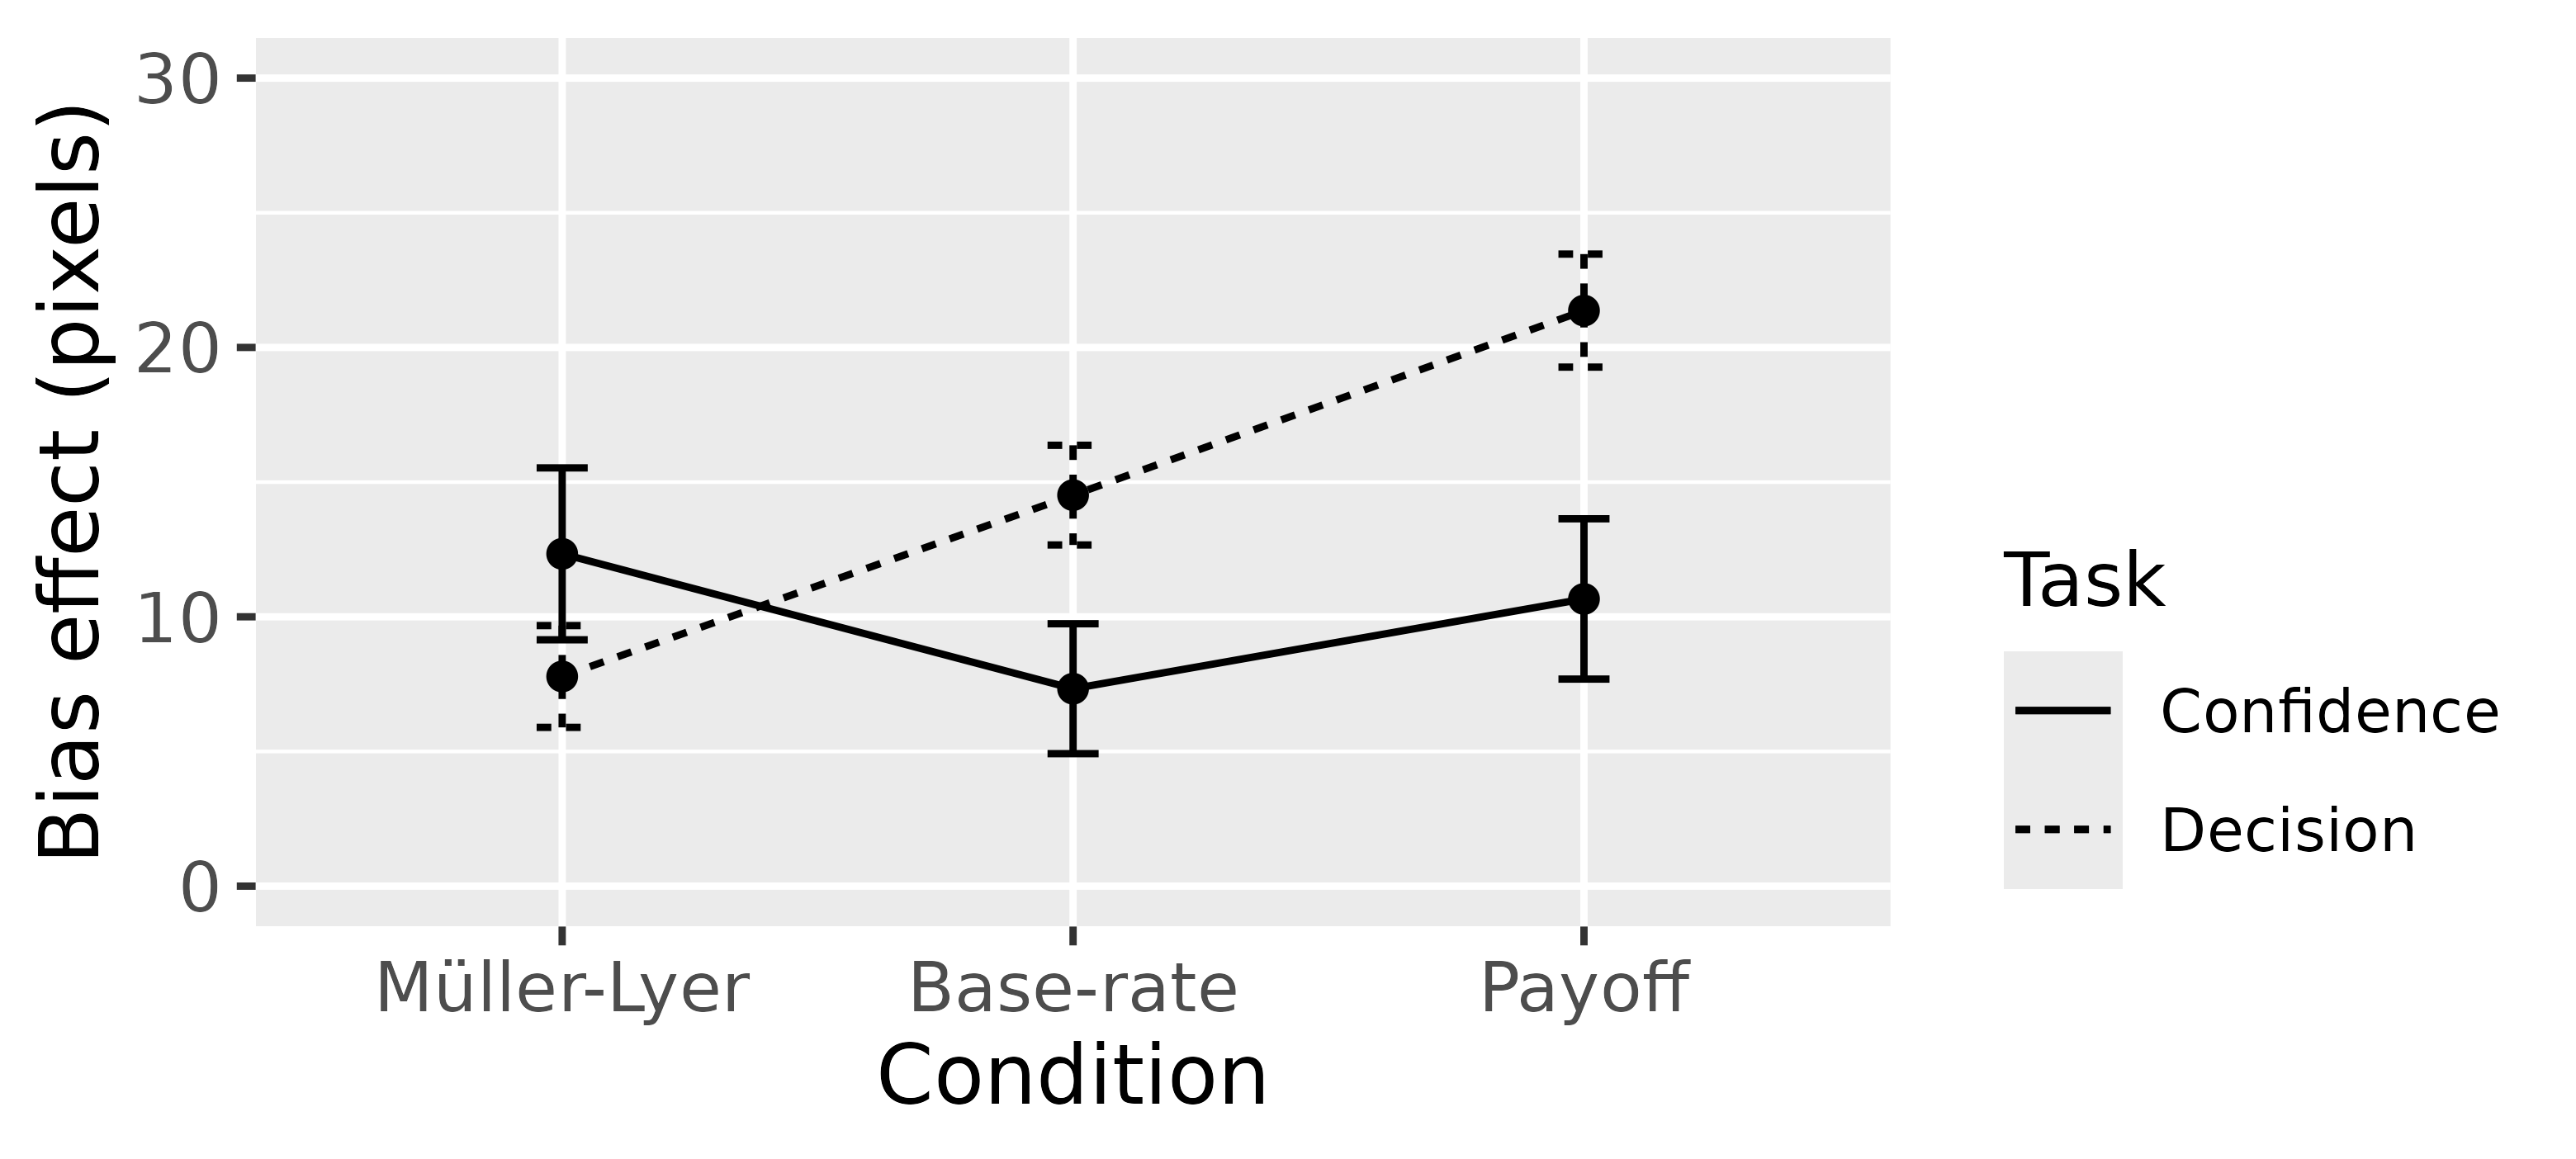 Bias effect (pixels)
30
20
10
0
Müller-Lyer
Base-rate
Payoff
Condition
Task
Confidence
Decision